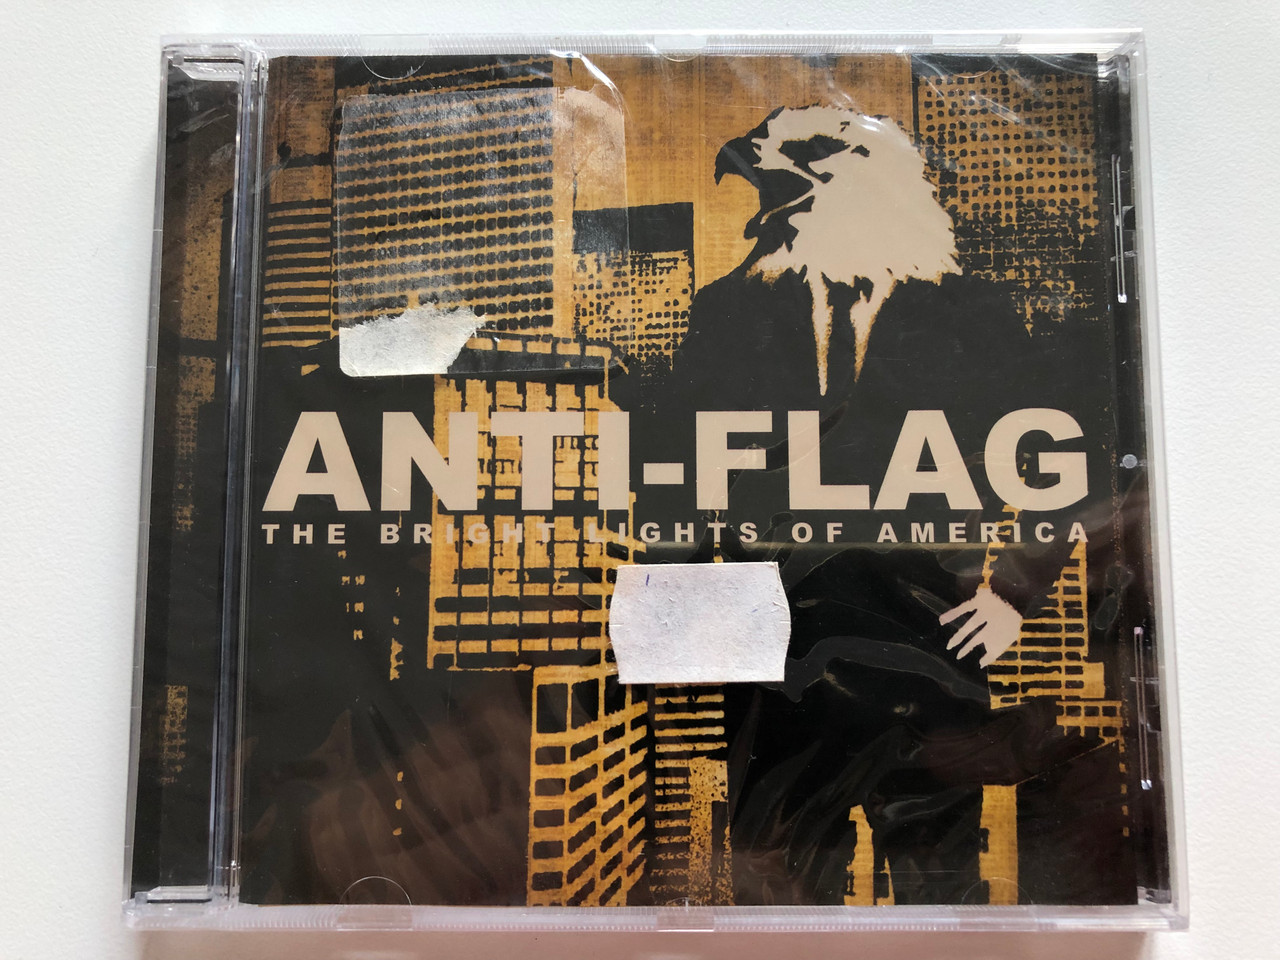 ANTI-FLAG
THE BRIGHT LIGHTS OF AMERICA